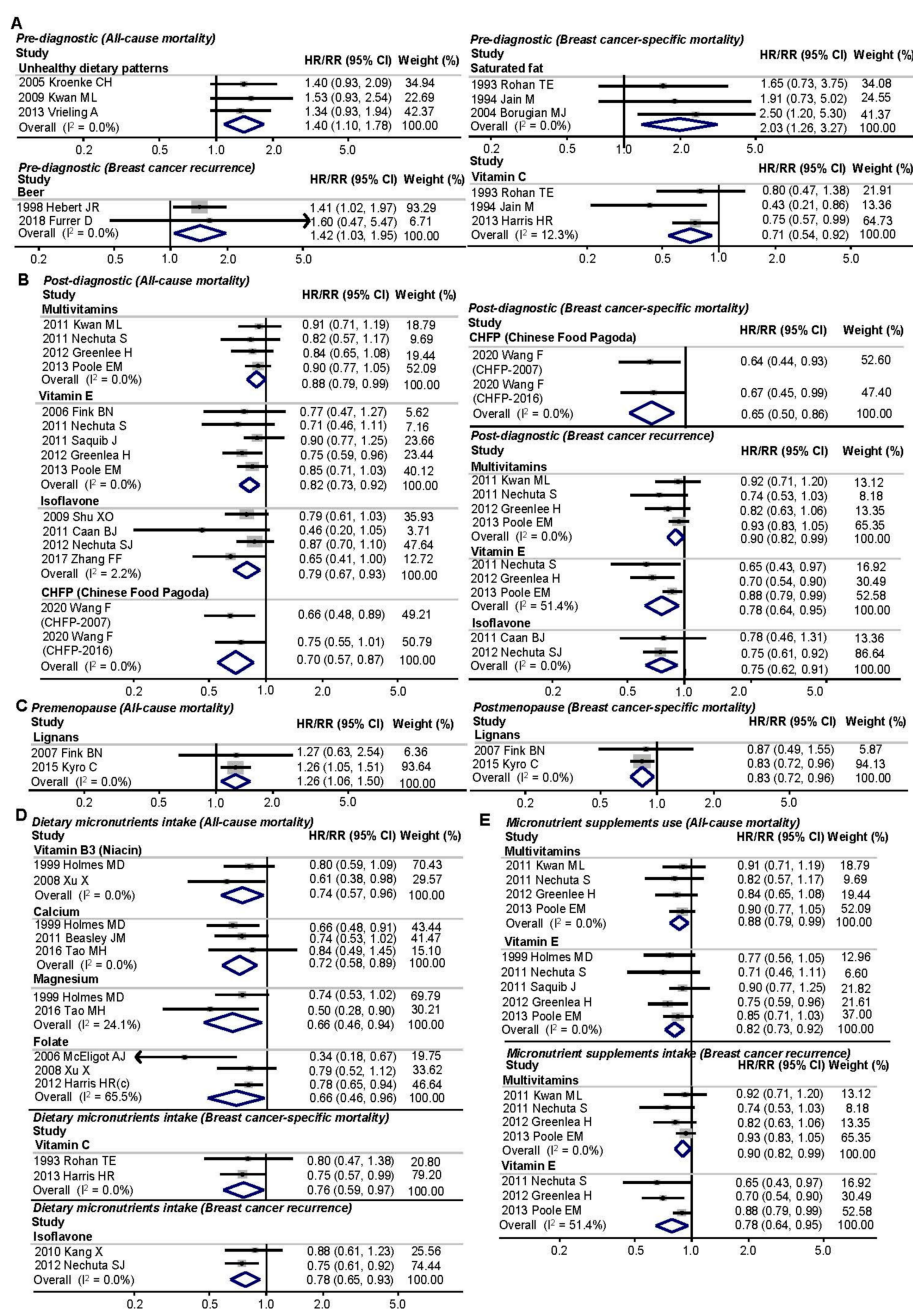 A
Pre-diagnostic (All-cause mortality)
Study HR/RR (95% CI) Weight (%)
Unhealthy dietary patterns
2005 Kroenke CH 1.40 (0.93, 2.09) 34.94
2009 Kwan ML 1.53 (0.93, 2.54) 22.69
2013 Vrieling A 1.34 (0.93, 1.94) 42.37
Overall (I² = 0.0%) 1.40 (1.10, 1.78) 100.00
0.2 0.5 1.0 2.0 5.0
Pre-diagnostic (Breast cancer recurrence)
Study HR/RR (95% CI) Weight (%)
Beer
1998 Hebert JR 1.41 (1.02, 1.97) 93.29
2018 Furrer D 1.60 (0.47, 5.47) 6.71
Overall (I² = 0.0%) 1.42 (1.03, 1.95) 100.00
0.2 0.5 1.0 2.0 5.0
Pre-diagnostic (Breast cancer-specific mortality)
Study HR/RR (95% CI) Weight (%)
Saturated fat
1993 Rohan TE 1.65 (0.73, 3.75) 34.08
1994 Jain M 1.91 (0.73, 5.02) 24.55
2004 Borugian MJ 2.50 (1.20, 5.30) 41.37
Overall (I² = 0.0%) 2.03 (1.26, 3.27) 100.00
0.5 1.0 2.0 5.0
Study HR/RR (95% CI) Weight (%)
Vitamin C
1993 Rohan TE 0.80 (0.47, 1.38) 21.91
1994 Jain M 0.43 (0.21, 0.86) 13.36
2013 Harris HR 0.75 (0.57, 0.99) 64.73
Overall (I² = 12.3%) 0.71 (0.54, 0.92) 100.00
0.2 0.5 1.0 2.0
B
Post-diagnostic (All-cause mortality)
Study HR/RR (95% CI) Weight (%)
Multivitamins
2011 Kwan ML 0.91 (0.71, 1.19) 18.79
2011 Nechuta S 0.82 (0.57, 1.17) 9.69
2012 Greenlee H 0.84 (0.65, 1.08) 19.44
2013 Poole EM 0.90 (0.77, 1.05) 52.09
Overall (I² = 0.0%) 0.88 (0.79, 0.99) 100.00
Vitamin E
2006 Fink BN 0.77 (0.47, 1.27) 5.62
2011 Nechuta S 0.71 (0.46, 1.11) 7.16
2011 Saquib J 0.90 (0.77, 1.25) 23.66
2012 Greenlea H 0.75 (0.59, 0.96) 23.44
2013 Poole EM 0.85 (0.71, 1.03) 40.12
Overall (I² = 0.0%) 0.82 (0.73, 0.92) 100.00
Isoflavone
2009 Shu XO 0.79 (0.61, 1.03) 35.93
2011 Caan BJ 0.46 (0.20, 1.05) 3.71
2012 Nechuta SJ 0.87 (0.70, 1.10) 47.64
2017 Zhang FF 0.65 (0.41, 1.00) 12.72
Overall (I² = 2.2%) 0.79 (0.67, 0.93) 100.00
CHFP (Chinese Food Pagoda)
2020 Wang F
(CHFP-2007) 0.66 (0.48, 0.89) 49.21
2020 Wang F
(CHFP-2016) 0.75 (0.55, 1.01) 50.79
Overall (I² = 0.0%) 0.70 (0.57, 0.87) 100.00
0.2 0.5 1.0 2.0 5.0
Post-diagnostic (Breast cancer-specific mortality)
Study HR/RR (95% CI) Weight (%)
CHFP (Chinese Food Pagoda)
2020 Wang F
(CHFP-2007) 0.64 (0.44, 0.93) 52.60
2020 Wang F
(CHFP-2016) 0.67 (0.45, 0.99) 47.40
Overall (I² = 0.0%) 0.65 (0.50, 0.86) 100.00
Post-diagnostic (Breast cancer recurrence)
Study HR/RR (95% CI) Weight (%)
Multivitamins
2011 Kwan ML 0.92 (0.71, 1.20) 13.12
2011 Nechuta S 0.74 (0.53, 1.03) 8.18
2012 Greenlee H 0.82 (0.63, 1.06) 13.35
2013 Poole EM 0.93 (0.83, 1.05) 65.35
Overall (I² = 0.0%) 0.90 (0.82, 0.99) 100.00
Vitamin E
2011 Nechuta S 0.65 (0.43, 0.97) 16.92
2012 Greenlea H 0.70 (0.54, 0.90) 30.49
2013 Poole EM 0.88 (0.79, 0.99) 52.58
Overall (I² = 51.4%) 0.78 (0.64, 0.95) 100.00
Isoflavone
2011 Caan BJ 0.78 (0.46, 1.31) 13.36
2012 Nechuta SJ 0.75 (0.61, 0.92) 86.64
Overall (I² = 0.0%) 0.75 (0.62, 0.91) 100.00
0.2 0.5 1.0 2.0 5.0
C
Premenopause (All-cause mortality)
Study HR/RR (95% CI) Weight (%)
Lignans
2007 Fink BN 1.27 (0.63, 2.54) 6.36
2015 Kyro C 1.26 (1.05, 1.51) 93.64
Overall (I² = 0.0%) 1.26 (1.06, 1.50) 100.00
0.2 0.5 1.0 2.0 5.0
Postmenopause (Breast cancer-specific mortality)
Study HR/RR (95% CI) Weight (%)
Lignans
2007 Fink BN 0.87 (0.49, 1.55) 5.87
2015 Kyro C 0.83 (0.72, 0.96) 94.13
Overall (I² = 0.0%) 0.83 (0.72, 0.96) 100.00
0.2 0.5 1.0 2.0 5.0
D
Dietary micronutrients intake (All-cause mortality)
Study HR/RR (95% CI) Weight (%)
Vitamin B3 (Niacin)
1999 Holmes MD 0.80 (0.59, 1.09) 70.43
2008 Xu X 0.61 (0.38, 0.98) 29.57
Overall (I² = 0.0%) 0.74 (0.57, 0.96) 100.00
Calcium
1999 Holmes MD 0.66 (0.48, 0.91) 43.44
2011 Beasley JM 0.74 (0.53, 1.02) 41.47
2016 Tao MH 0.84 (0.49, 1.45) 15.10
Overall (I² = 0.0%) 0.72 (0.58, 0.89) 100.00
Magnesium
1999 Holmes MD 0.74 (0.53, 1.02) 69.79
2016 Tao MH 0.50 (0.28, 0.90) 30.21
Overall (I² = 24.1%) 0.66 (0.46, 0.94) 100.00
Folate
2006 McEligot AJ 0.34 (0.18, 0.67) 19.75
2008 Xu X 0.79 (0.52, 1.12) 33.62
2012 Harris HR(c) 0.78 (0.65, 0.94) 46.64
Overall (I² = 65.5%) 0.66 (0.46, 0.96) 100.00
Dietary micronutrients intake (Breast cancer-specific mortality)
Study
Vitamin C
1993 Rohan TE 0.80 (0.47, 1.38) 20.80
2013 Harris HR 0.75 (0.57, 0.99) 79.20
Overall (I² = 0.0%) 0.76 (0.59, 0.97) 100.00
Dietary micronutrients intake (Breast cancer recurrence)
Study
Isoflavone
2010 Kang X 0.88 (0.61, 1.23) 25.56
2012 Nechuta SJ 0.75 (0.61, 0.92) 74.44
Overall (I² = 0.0%) 0.78 (0.65, 0.93) 100.00
0.2 0.5 1.0 2.0 5.0
E
Micronutrient supplements use (All-cause mortality)
Study HR/RR (95% CI) Weight (%)
Multivitamins
2011 Kwan ML 0.91 (0.71, 1.19) 18.79
2011 Nechuta S 0.82 (0.57, 1.17) 9.69
2012 Greenlee H 0.84 (0.65, 1.08) 19.44
2013 Poole EM 0.90 (0.77, 1.05) 52.09
Overall (I² = 0.0%) 0.88 (0.79, 0.99) 100.00
Vitamin E
1999 Holmes MD 0.77 (0.56, 1.05) 12.96
2011 Nechuta S 0.71 (0.46, 1.11) 6.60
2011 Saquib J 0.90 (0.77, 1.25) 21.82
2012 Greenlea H 0.75 (0.59, 0.96) 21.61
2013 Poole EM 0.85 (0.71, 1.03) 37.00
Overall (I² = 0.0%) 0.82 (0.73, 0.92) 100.00
Micronutrient supplements intake (Breast cancer recurrence)
Study HR/RR (95% CI) Weight (%)
Multivitamins
2011 Kwan ML 0.92 (0.71, 1.20) 13.12
2011 Nechuta S 0.74 (0.53, 1.03) 8.18
2012 Greenlee H 0.82 (0.63, 1.06) 13.35
2013 Poole EM 0.93 (0.83, 1.05) 65.35
Overall (I² = 0.0%) 0.90 (0.82, 0.99) 100.00
Vitamin E
2011 Nechuta S 0.65 (0.43, 0.97) 16.92
2012 Greenlea H 0.70 (0.54, 0.90) 30.49
2013 Poole EM 0.88 (0.79, 0.99) 52.58
Overall (I² = 51.4%) 0.78 (0.64, 0.95) 100.00
0.2 0.5 1.0 2.0 5.0